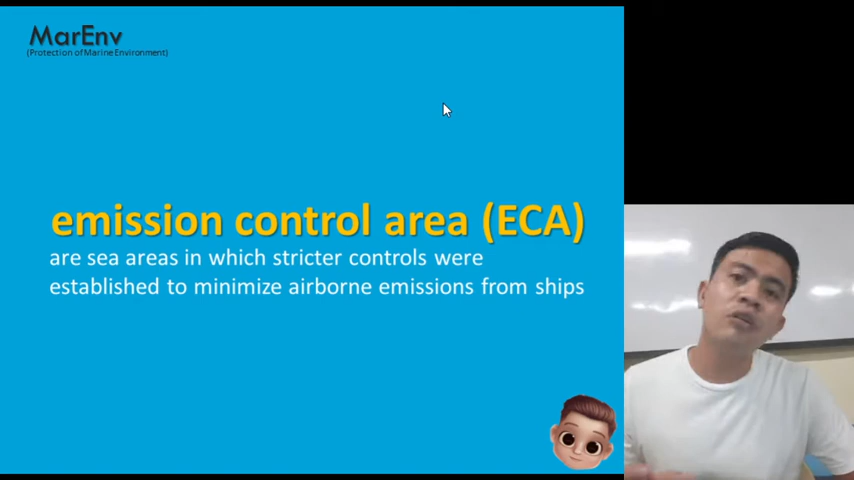 MarEnv
(Protection of Marine Environment)
emission control area (ECA)
are sea areas in which stricter controls were
established to minimize airborne emissions from ships